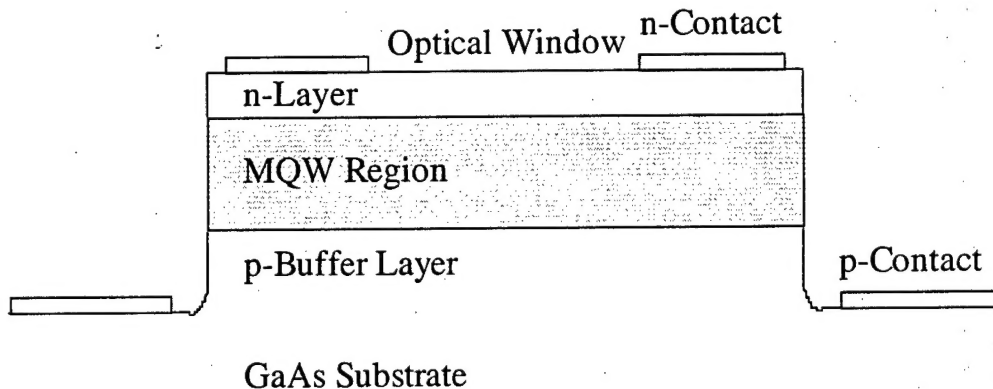 n-Contact
Optical Window
n-Layer
MQW Region
p-Buffer Layer
p-Contact
GaAs Substrate